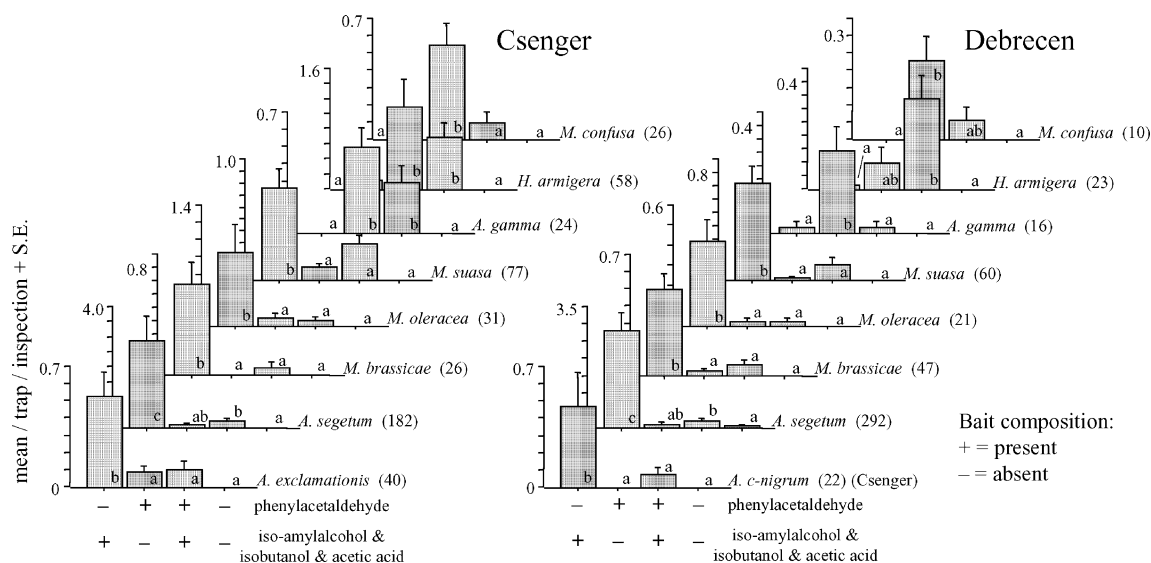 Csenger
Debrecen
mean / trap / inspection + S.E.
0.7
a
b
a
a
M. confusa (26)
1.6
a
b
b
a
H. armigera (58)
0.7
a
b
b
a
A. gamma (24)
1.0
b
a
a
a
M. suasa (77)
1.4
b
a
a
a
M. oleracea (31)
0.8
b
a
a
a
M. brassicae (26)
4.0
c
ab
b
a
A. segetum (182)
0.7
b
a
a
a
A. exclamationis (40)
0
– + + –
phenylacetaldehyde
+ – + –
iso-amylalcohol &
isobutanol & acetic acid
0.3
a
b
ab
a
M. confusa (10)
0.4
a
ab
b
a
H. armigera (23)
0.4
a
b
a
a
A. gamma (16)
0.8
b
a
a
a
M. suasa (60)
0.6
b
a
a
a
M. oleracea (21)
0.7
b
a
a
a
M. brassicae (47)
3.5
c
ab
b
a
A. segetum (292)
0.7
b
a
a
a
A. c-nigrum (22) (Csenger)
0
– + + –
phenylacetaldehyde
+ – + –
iso-amylalcohol &
isobutanol & acetic acid
Bait composition:
+ = present
– = absent